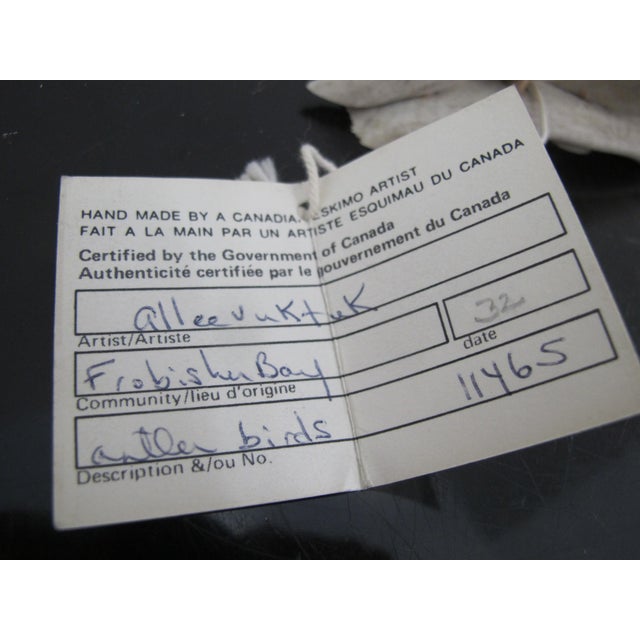 HAND MADE BY A CANADIAN ESKIMO ARTIST
FAIT A LA MAIN PAR UN ARTISTE ESQUIMAU DU CANADA
Certified by the Government of Canada
Authenticité certifiée par le gouvernement du Canada
alleevuktuk
Artist/Artiste
Frobisher Bay 32
Community/lieu d'origine date
antler birds 11465
Description &/ou No.